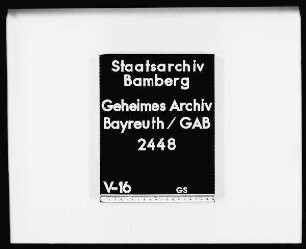 Staatsarchiv
Bamberg
Geheimes Archiv
Bayreuth / GAB
2448
V-16 GS